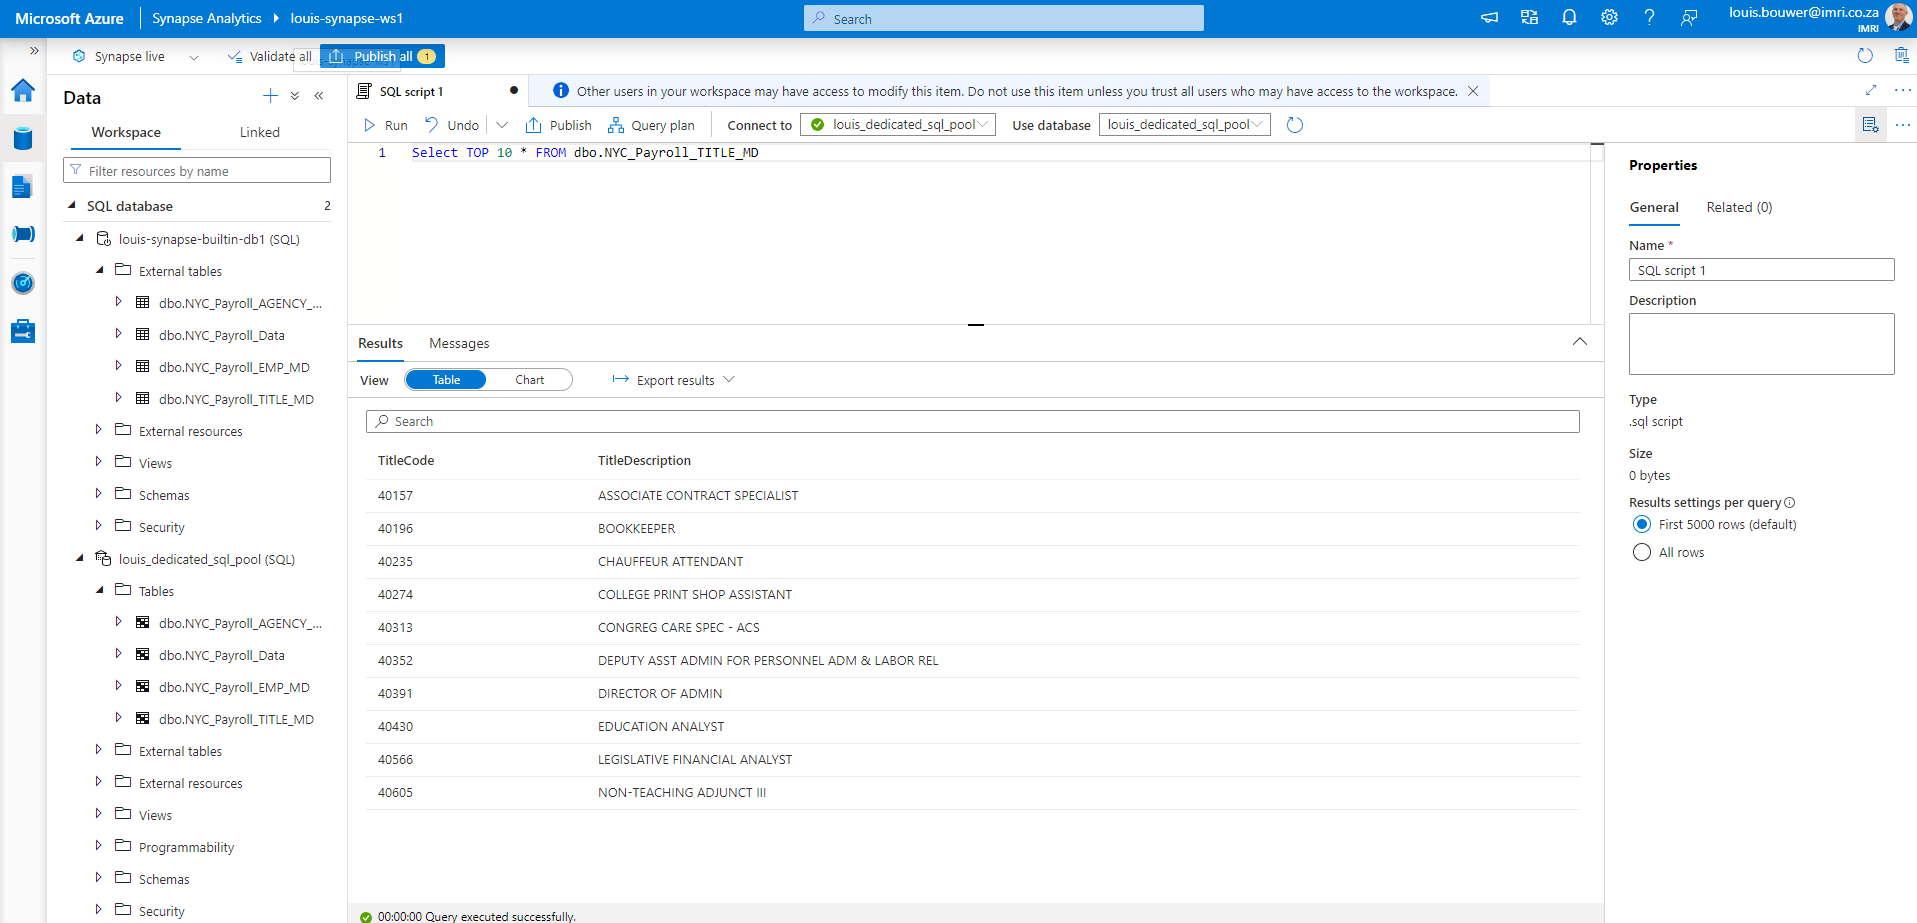 Microsoft Azure
Synapse Analytics
louis-synapse-ws1
Search
louis.bouwer@imri.co.za
IMRI
Synapse live
Validate all
Publish all
1
Data
Workspace
Linked
Filter resources by name
SQL database
2
louis-synapse-builtin-db1 (SQL)
External tables
dbo.NYC_Payroll_AGENCY_...
dbo.NYC_Payroll_Data
dbo.NYC_Payroll_EMP_MD
dbo.NYC_Payroll_TITLE_MD
External resources
Views
Schemas
Security
louis_dedicated_sql_pool (SQL)
Tables
dbo.NYC_Payroll_AGENCY_...
dbo.NYC_Payroll_Data
dbo.NYC_Payroll_EMP_MD
dbo.NYC_Payroll_TITLE_MD
External tables
External resources
Views
Programmability
Schemas
Security
SQL script 1
Other users in your workspace may have access to modify this item. Do not use this item unless you trust all users who may have access to the workspace.
Run
Undo
Publish
Query plan
Connect to
louis_dedicated_sql_pool
Use database
louis_dedicated_sql_pool
1 Select TOP 10 * FROM dbo.NYC_Payroll_TITLE_MD
Results
Messages
View
Table
Chart
Export results
Search
TitleCode TitleDescription
40157 ASSOCIATE CONTRACT SPECIALIST
40196 BOOKKEEPER
40235 CHAUFFEUR ATTENDANT
40274 COLLEGE PRINT SHOP ASSISTANT
40313 CONGREG CARE SPEC - ACS
40352 DEPUTY ASST ADMIN FOR PERSONNEL ADM & LABOR REL
40391 DIRECTOR OF ADMIN
40430 EDUCATION ANALYST
40566 LEGISLATIVE FINANCIAL ANALYST
40605 NON-TEACHING ADJUNCT III
00:00:00 Query executed successfully.
Properties
General
Related (0)
Name *
SQL script 1
Description
Type
.sql script
Size
0 bytes
Results settings per query
First 5000 rows (default)
All rows